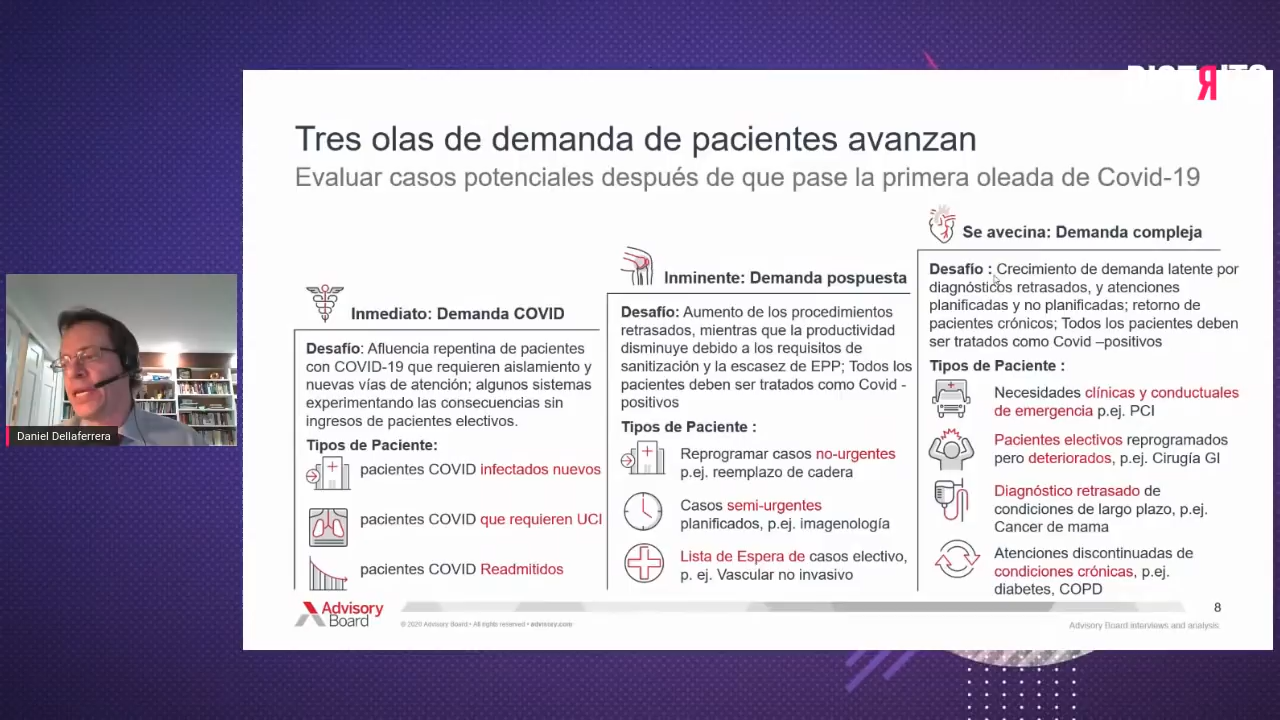 Tres olas de demanda de pacientes avanzan
Evaluar casos potenciales después de que pase la primera oleada de Covid-19
Inmediato: Demanda COVID
Desafío: Afluencia repentina de pacientes
con COVID-19 que requieren aislamiento y
nuevas vías de atención; algunos sistemas
experimentando las consecuencias sin
ingresos de pacientes electivos.
Tipos de Paciente:
pacientes COVID infectados nuevos
pacientes COVID que requieren UCI
pacientes COVID Readmitidos
Inminente: Demanda pospuesta
Desafío: Aumento de los procedimientos
retrasados, mientras que la productividad
disminuye debido a los requisitos de
sanitización y la escasez de EPP; Todos los
pacientes deben ser tratados como Covid -
positivos
Tipos de Paciente :
Reprogramar casos no-urgentes
p.ej. reemplazo de cadera
Casos semi-urgentes
planificados, p.ej. imagenología
Lista de Espera de casos electivo,
p. ej. Vascular no invasivo
Se avecina: Demanda compleja
Desafío : Crecimiento de demanda latente por
diagnósticos retrasados, y atenciones
planificadas y no planificadas; retorno de
pacientes crónicos; Todos los pacientes deben
ser tratados como Covid –positivos
Tipos de Paciente :
Necesidades clínicas y conductuales
de emergencia p.ej. PCI
Pacientes electivos reprogramados
pero deteriorados, p.ej. Cirugía GI
Diagnóstico retrasado de
condiciones de largo plazo, p.ej.
Cancer de mama
Atenciones discontinuadas de
condiciones crónicas, p.ej.
diabetes, COPD
Daniel Dellaferrera
Advisory
Board
© 2020 Advisory Board • All rights reserved • advisory.com
8
Advisory Board interviews and analysis